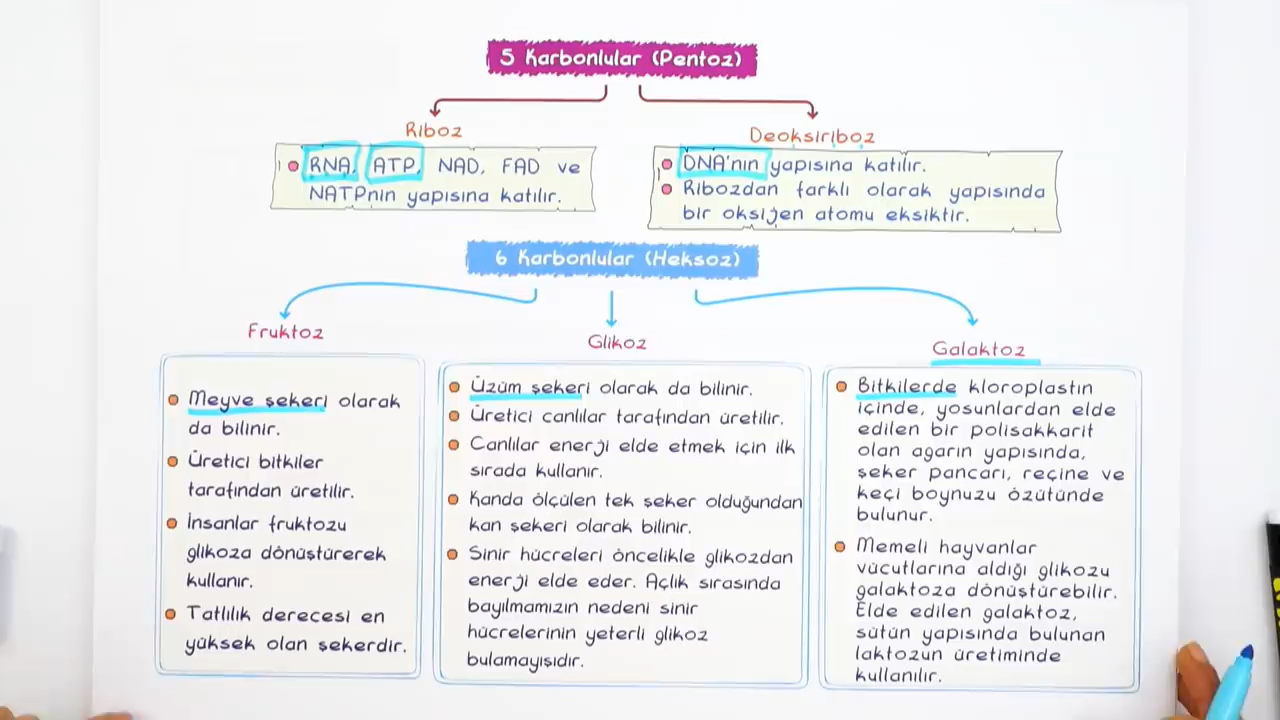 5 Karbonlular (Pentoz)
Riboz
RNA, ATP, NAD, FAD ve
NATPnin yapısına katılır.
Deoksiriboz
DNA'nın yapısına katılır.
Ribozdan farklı olarak yapısında
bir oksijen atomu eksiktir.
6 Karbonlular (Heksoz)
Fruktoz
Meyve şekeri olarak
da bilinir.
Üretici bitkiler
tarafından üretilir.
İnsanlar fruktozu
glikoza dönüştürerek
kullanır.
Tatlılık derecesi en
yüksek olan şekerdir.
Glikoz
Üzüm şekeri olarak da bilinir.
Üretici canlılar tarafından üretilir.
Canlılar enerji elde etmek için ilk
sırada kullanır.
Kanda ölçülen tek şeker olduğundan
kan şekeri olarak bilinir.
Sinir hücreleri öncelikle glikozdan
enerji elde eder. Açlık sırasında
bayılmamızın nedeni sinir
hücrelerinin yeterli glikoz
bulamayışıdır.
Galaktoz
Bitkilerde kloroplastın
içinde, yosunlardan elde
edilen bir polisakkarit
olan agarın yapısında,
şeker pancarı, reçine ve
keçi boynuzu özütünde
bulunur.
Memeli hayvanlar
vücutlarına aldığı glikozu
galaktoza dönüştürebilir.
Elde edilen galaktoz,
sütün yapısında bulunan
laktozun üretiminde
kullanılır.